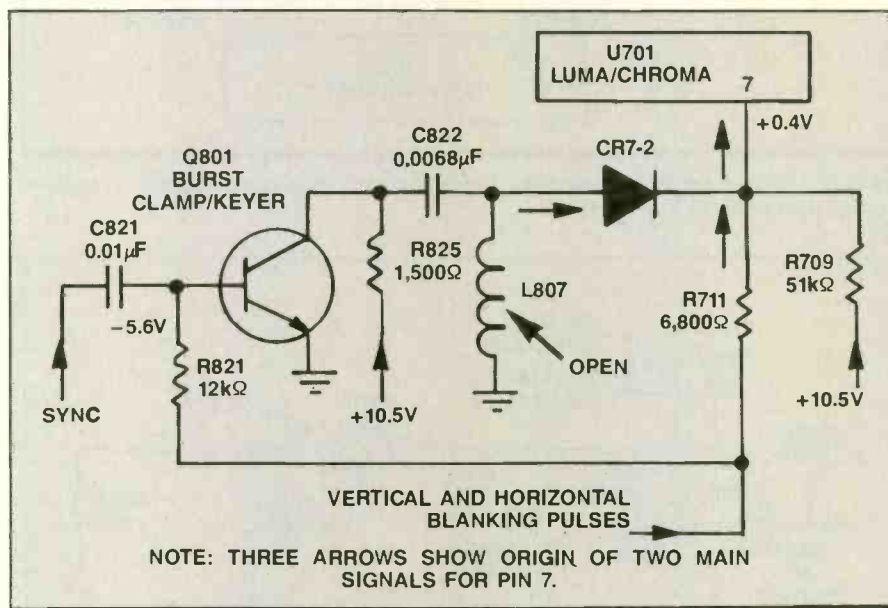 U701
LUMA/CHROMA
7
+0.4V
C822
0,0068μF
CR7-2
Q801
BURST
CLAMP/KEYER
C821
0.01μF
R825
1,500Ω
L807
R709
51kΩ
R711
6,800Ω
−5.6V
R821
12kΩ
OPEN
SYNC
+10.5V
+10.5V
VERTICAL AND HORIZONTAL
BLANKING PULSES
NOTE: THREE ARROWS SHOW ORIGIN OF TWO MAIN
SIGNALS FOR PIN 7.